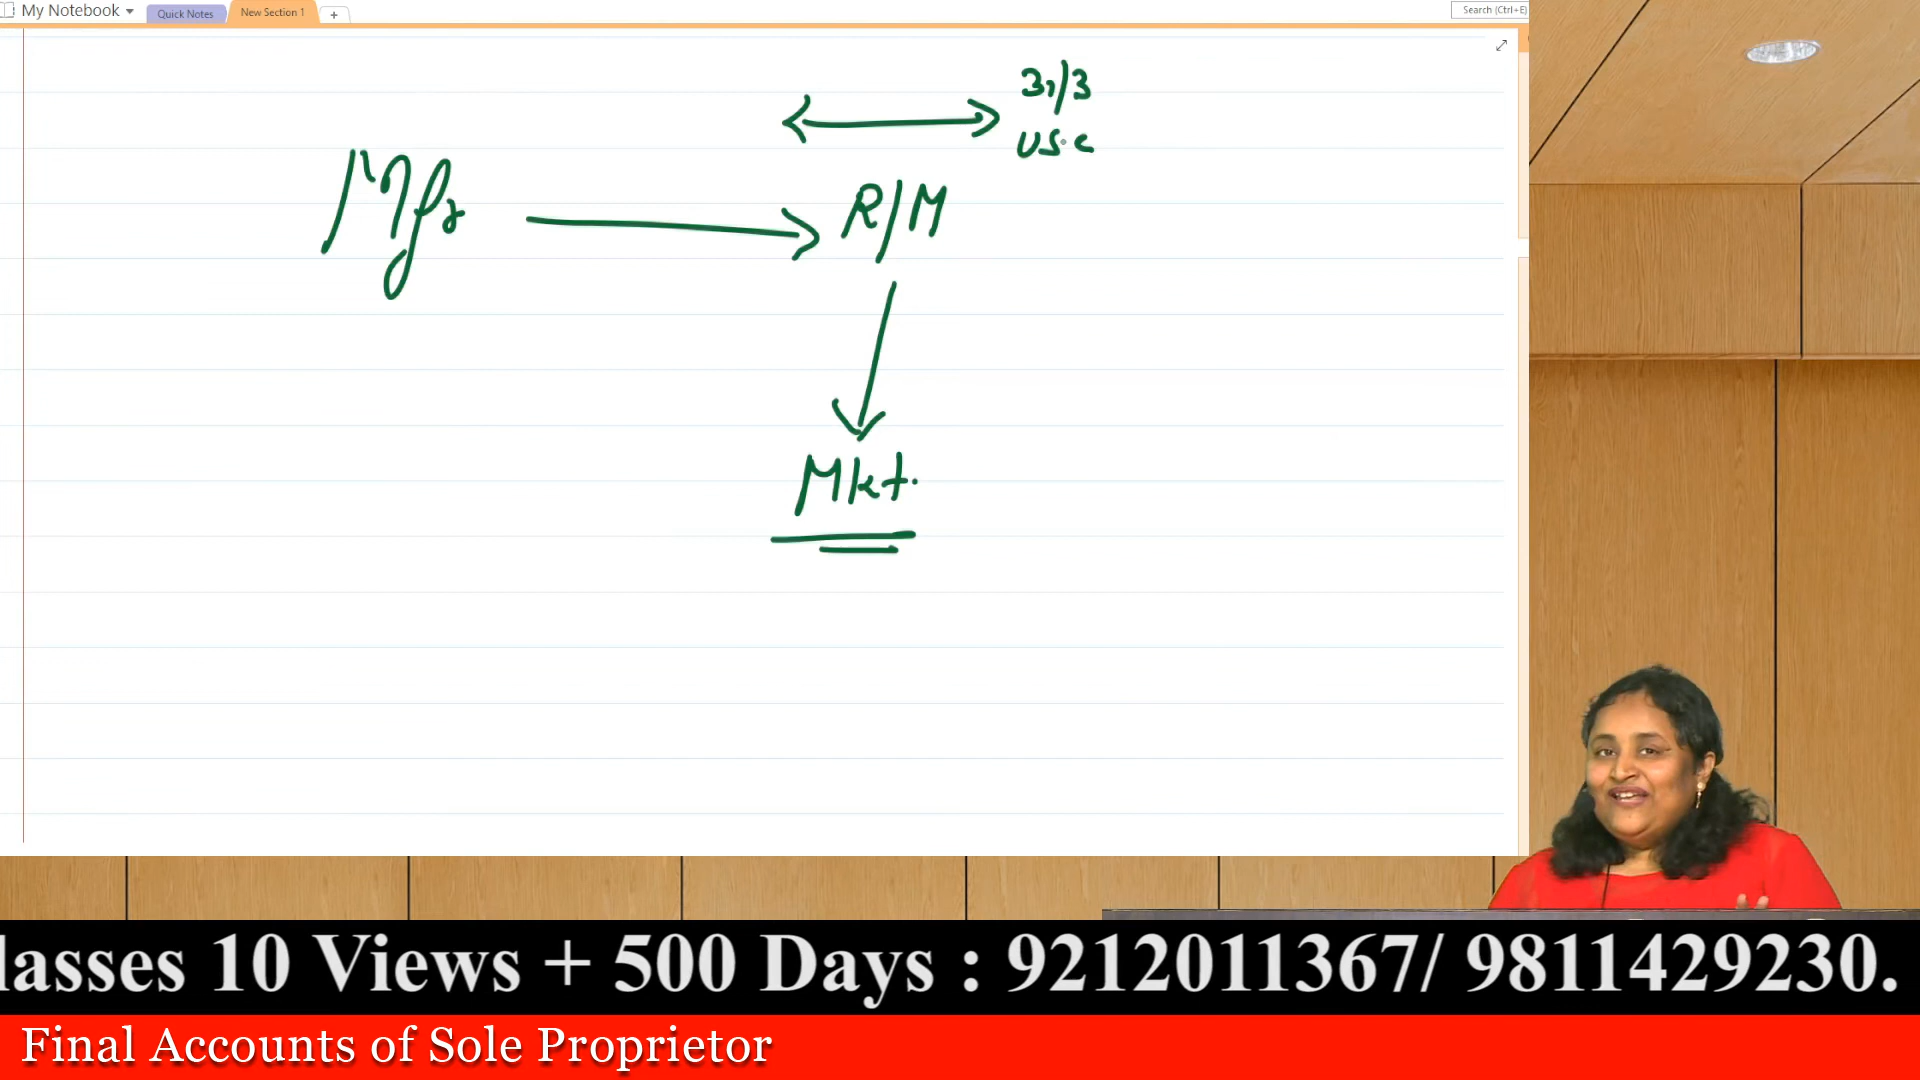 My Notebook
Quick Notes
New Section 1
+
Search (Ctrl+E)
31/3
Mfr
R/M
Mkt.
lasses 10 Views + 500 Days : 9212011367/ 9811429230.
Final Accounts of Sole Proprietor